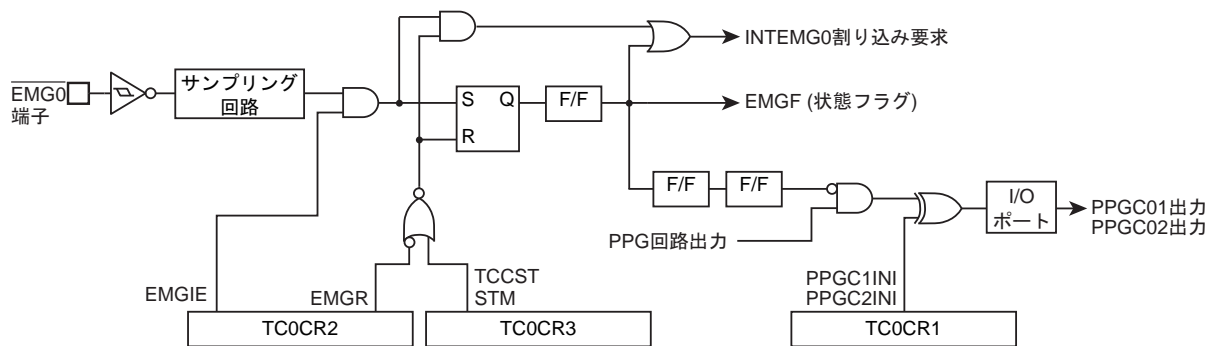 INTEMG0割り込み要求
EMG0
端子
サンプリング
回路
S
Q
R
F/F
EMGF (状態フラグ)
F/F
F/F
I/O
ポート
PPGC01出力
PPGC02出力
PPG回路出力
EMGIE
EMGR
TCCST
STM
PPGC1INI
PPGC2INI
TC0CR2
TC0CR3
TC0CR1